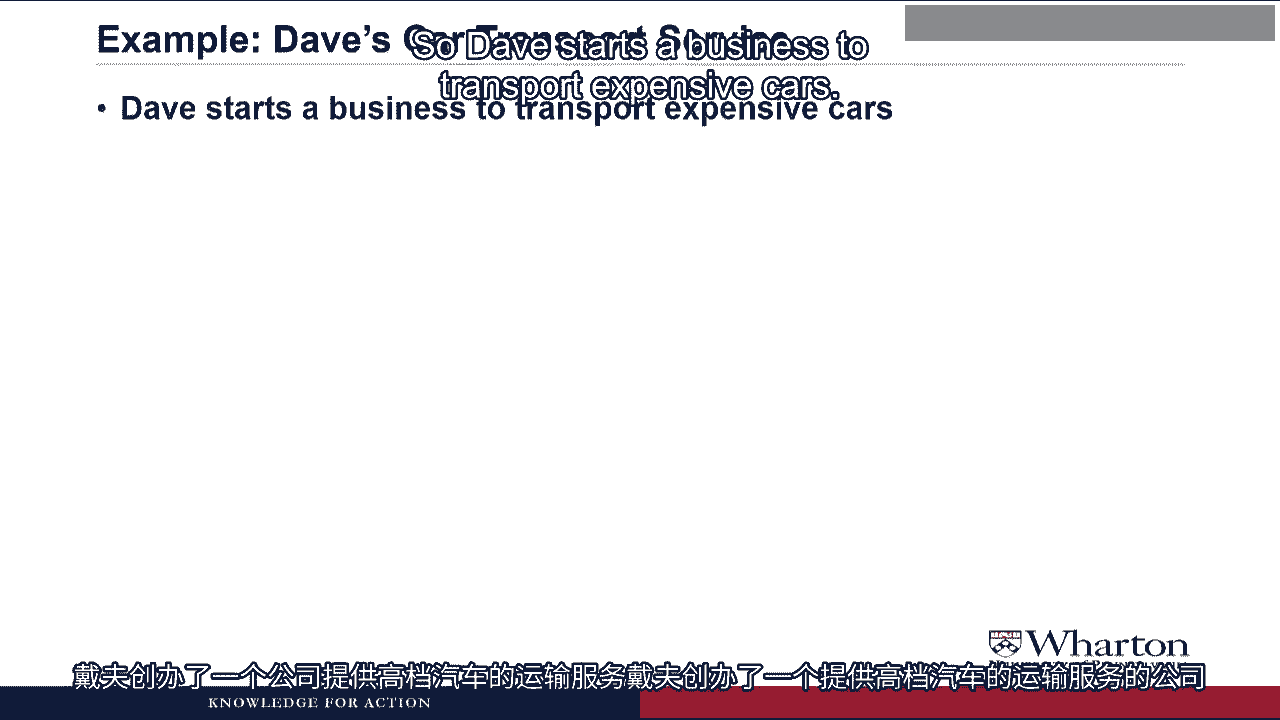 Example: Dave's Car Transport Service
So Dave starts a business to
transport expensive cars.
• Dave starts a business to transport expensive cars
Wharton
戴夫创办了一个公司提供高档汽车的运输服务戴夫创办了一个提供高档汽车的运输服务的公司
KNOWLEDGE FOR ACTION